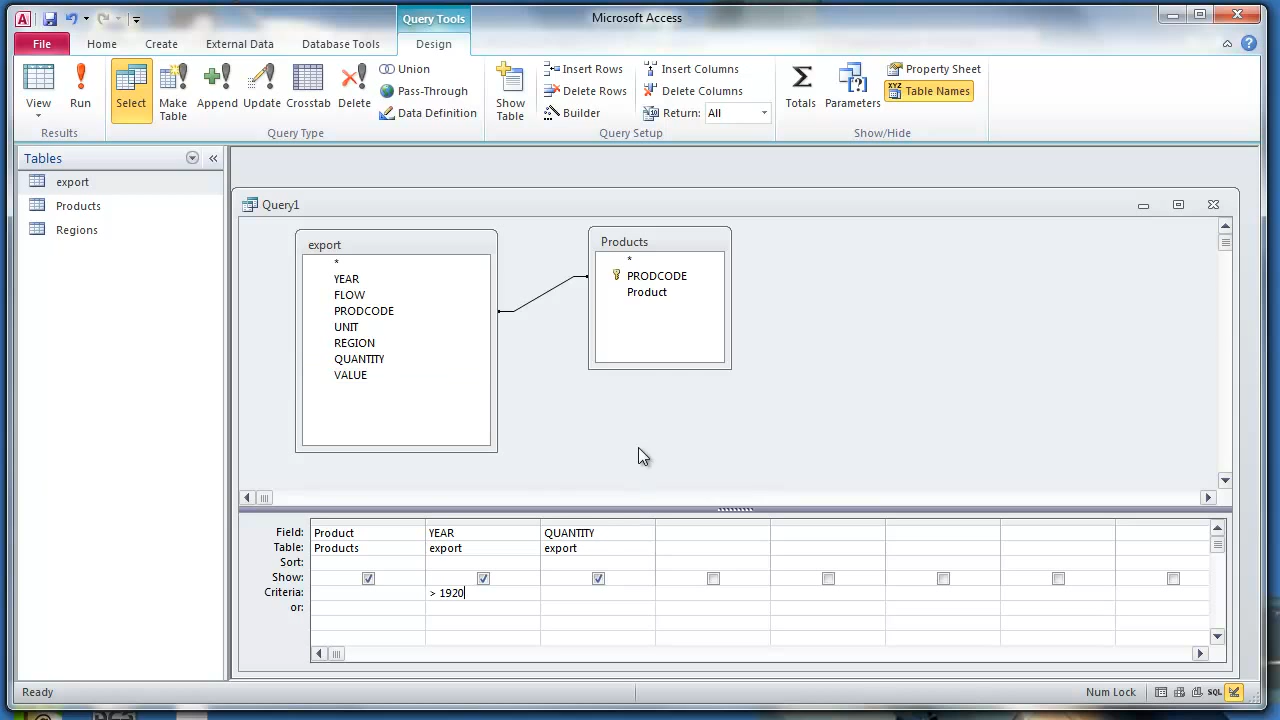 Query Tools
Microsoft Access
File
Home
Create
External Data
Database Tools
Design
View
Run
Select
Make Table
Append
Update
Crosstab
Delete
Union
Pass-Through
Data Definition
Show Table
Insert Rows
Delete Rows
Builder
Insert Columns
Delete Columns
Return: All
Totals
Parameters
Property Sheet
XYZ Table Names
Results
Query Type
Query Setup
Show/Hide
Tables
export
Products
Regions
Query1
export
*
YEAR
FLOW
PRODCODE
UNIT
REGION
QUANTITY
VALUE
Products
*
PRODCODE
Product
Field: Product YEAR QUANTITY
Table: Products export export
Sort:
Show:
Criteria: > 1920
or:
Ready
Num Lock
SQL